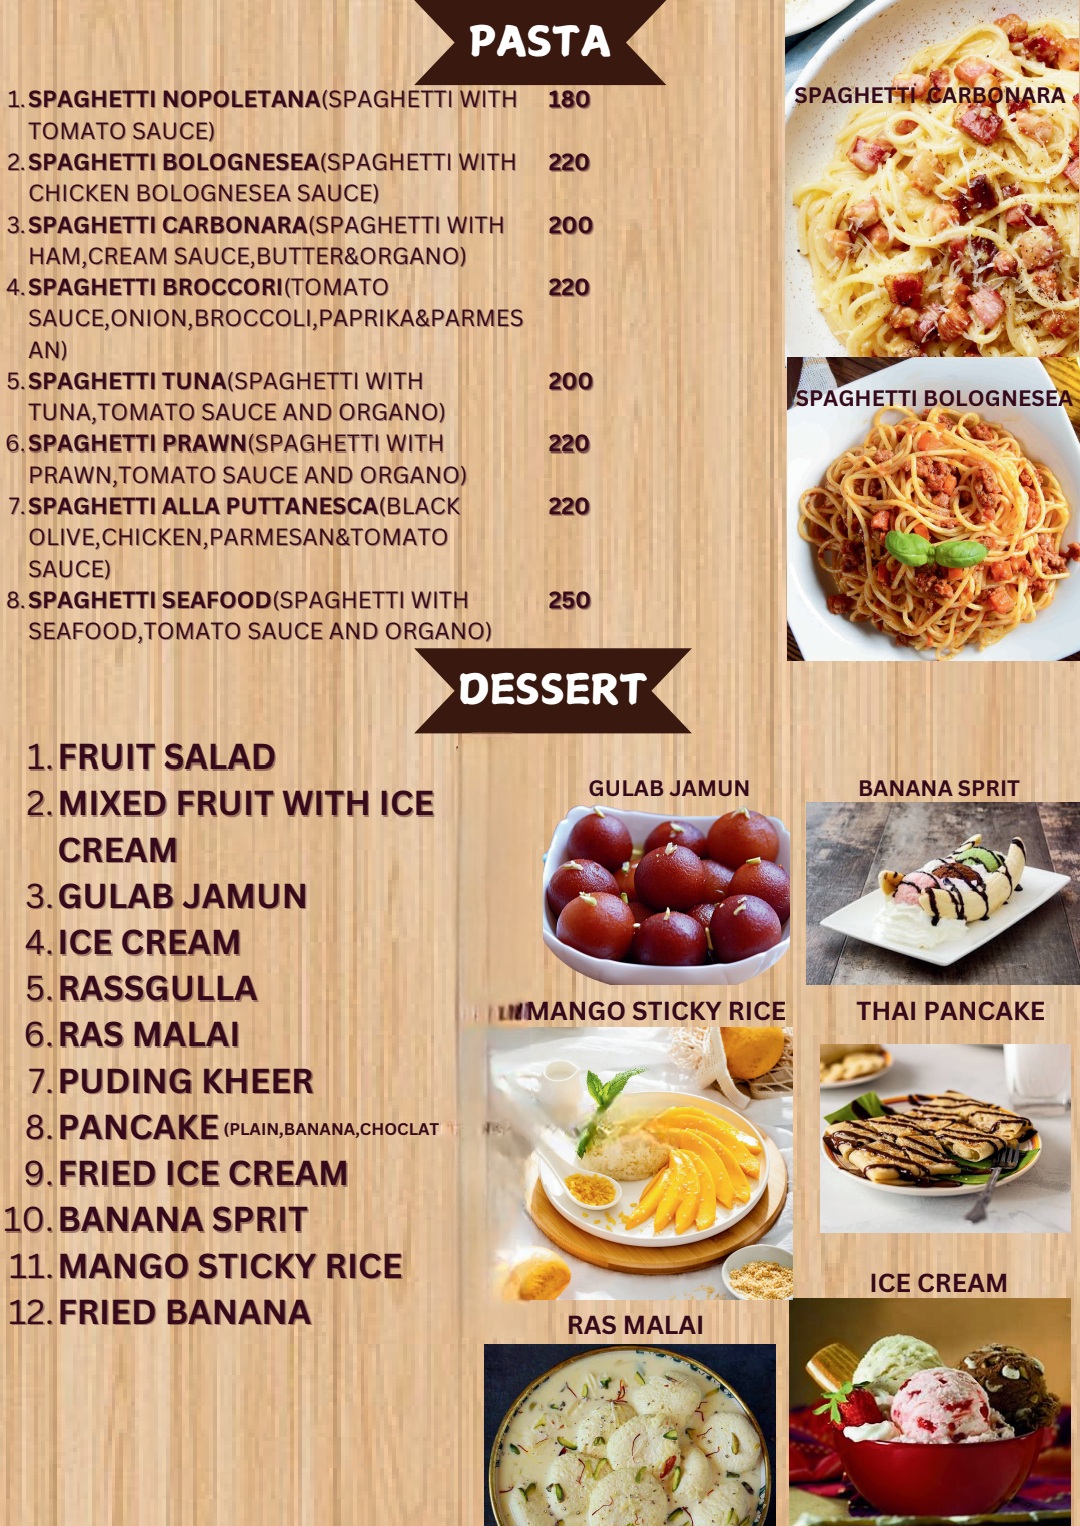 PASTA
1. SPAGHETTI NOPOLETANA(SPAGHETTI WITH 180
TOMATO SAUCE)
2. SPAGHETTI BOLOGNESEA(SPAGHETTI WITH 220
CHICKEN BOLOGNESEA SAUCE)
3. SPAGHETTI CARBONARA(SPAGHETTI WITH 200
HAM,CREAM SAUCE,BUTTER&ORGANO)
4. SPAGHETTI BROCCORI(TOMATO 220
SAUCE,ONION,BROCCOLI,PAPRIKA&PARMES
AN)
5. SPAGHETTI TUNA(SPAGHETTI WITH 200
TUNA,TOMATO SAUCE AND ORGANO)
6. SPAGHETTI PRAWN(SPAGHETTI WITH 220
PRAWN,TOMATO SAUCE AND ORGANO)
7. SPAGHETTI ALLA PUTTANESCA(BLACK 220
OLIVE,CHICKEN,PARMESAN&TOMATO
SAUCE)
8. SPAGHETTI SEAFOOD(SPAGHETTI WITH 250
SEAFOOD,TOMATO SAUCE AND ORGANO)
SPAGHETTI CARBONARA
SPAGHETTI BOLOGNESEA
DESSERT
1. FRUIT SALAD
2. MIXED FRUIT WITH ICE
CREAM
3. GULAB JAMUN
4. ICE CREAM
5. RASSGULLA
6. RAS MALAI
7. PUDING KHEER
8. PANCAKE (PLAIN,BANANA,CHOCLAT
9. FRIED ICE CREAM
10. BANANA SPRIT
11. MANGO STICKY RICE
12. FRIED BANANA
GULAB JAMUN
BANANA SPRIT
MANGO STICKY RICE
THAI PANCAKE
RAS MALAI
ICE CREAM